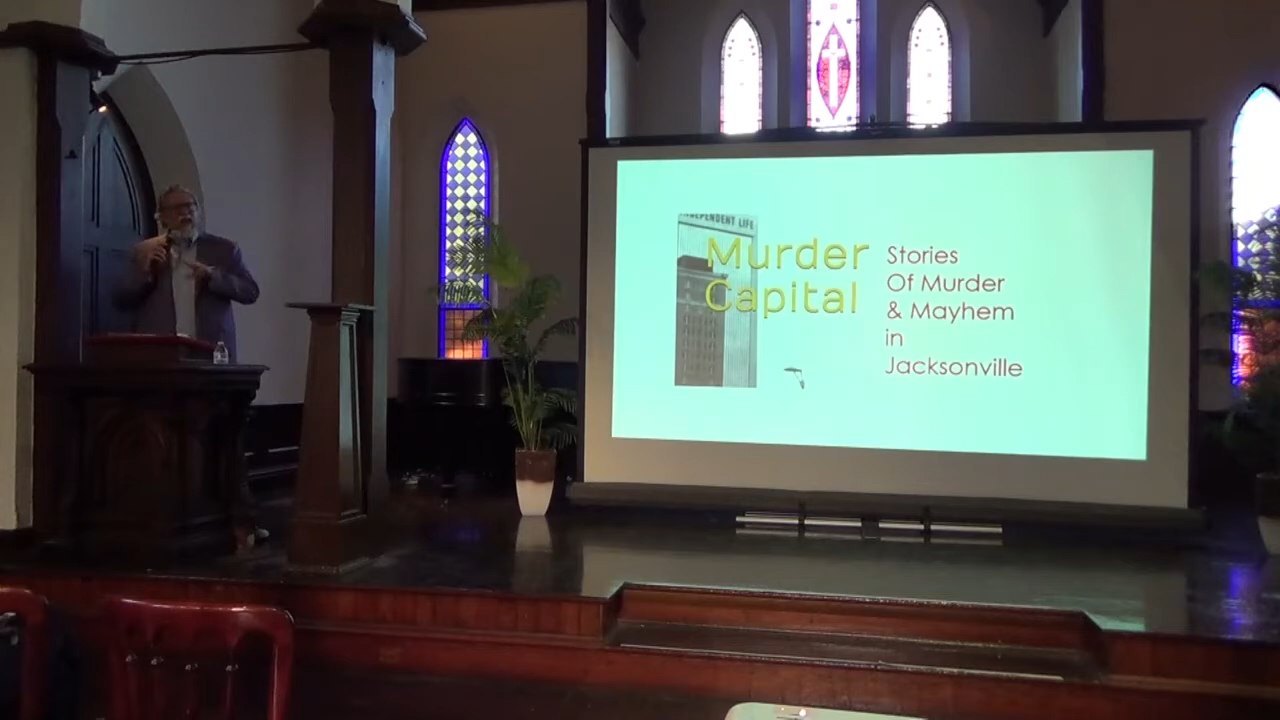 INDEPENDENT LIFE
Murder
Capital
Stories
Of Murder
& Mayhem
in
Jacksonville